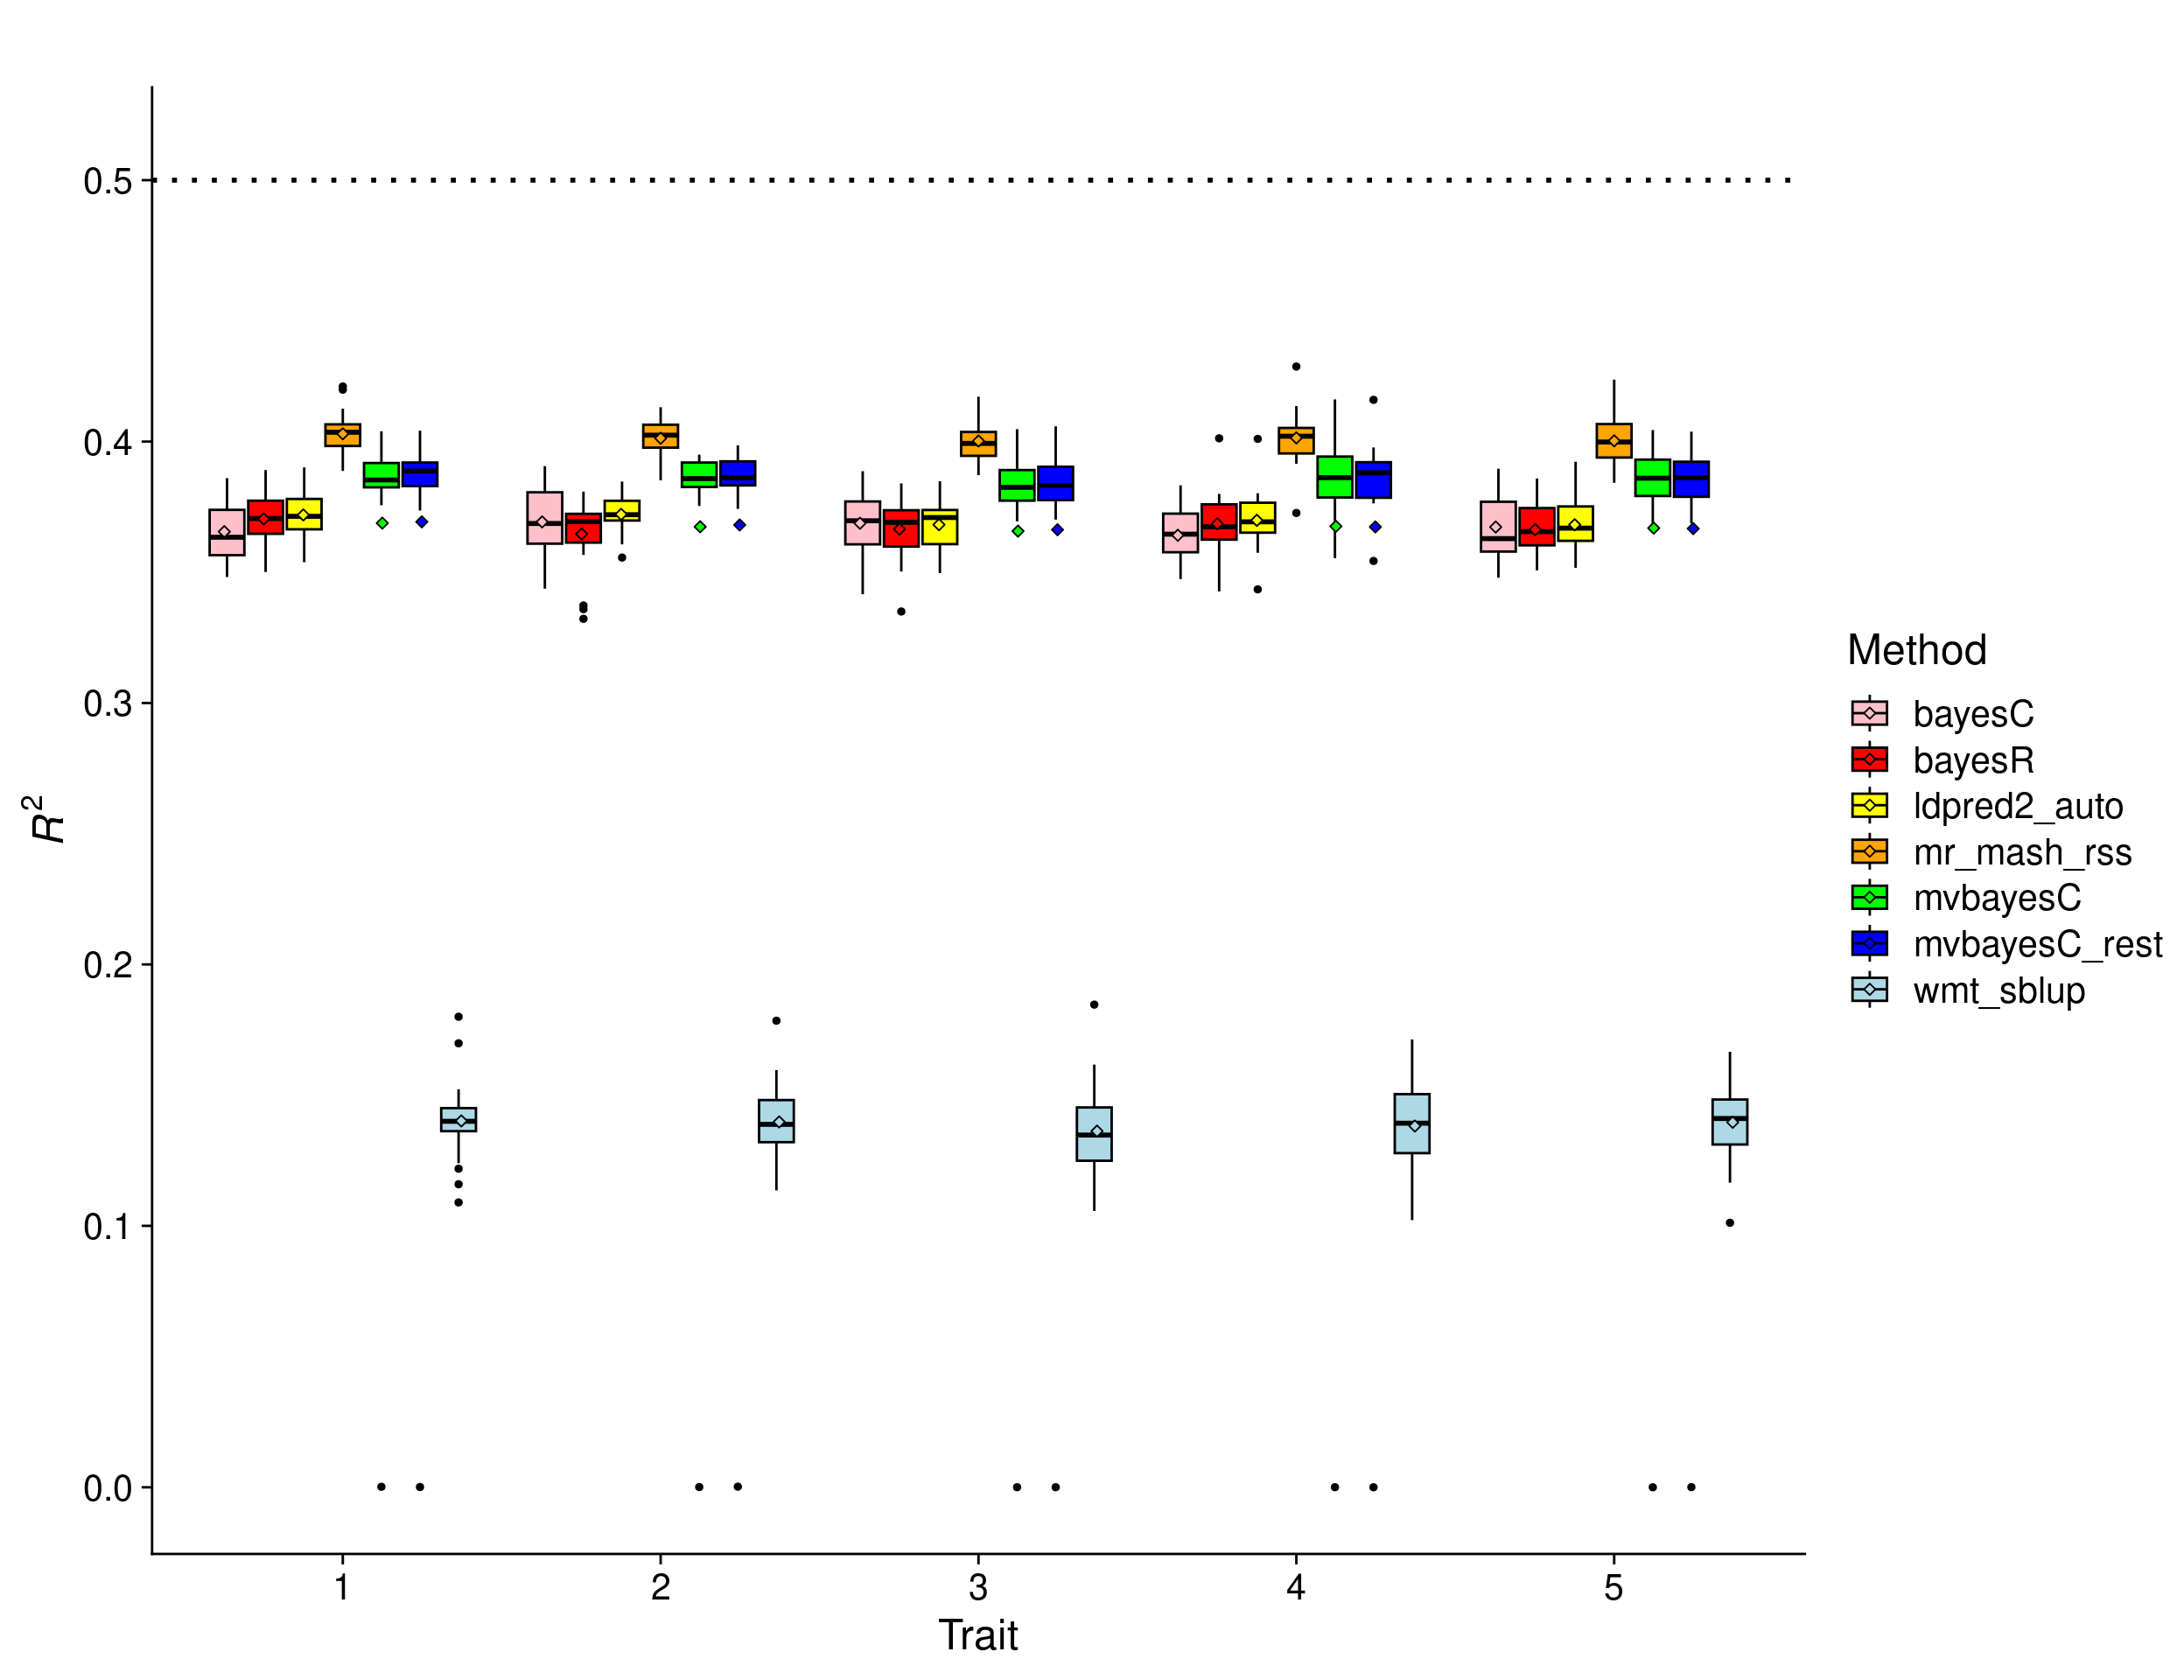 0.5
0.4
0.3
0.2
0.1
0.0
R2
1 2 3 4 5
Trait
Method
bayesC
bayesR
ldpred2_auto
mr_mash_rss
mvbayesC
mvbayesC_rest
wmt_sblup